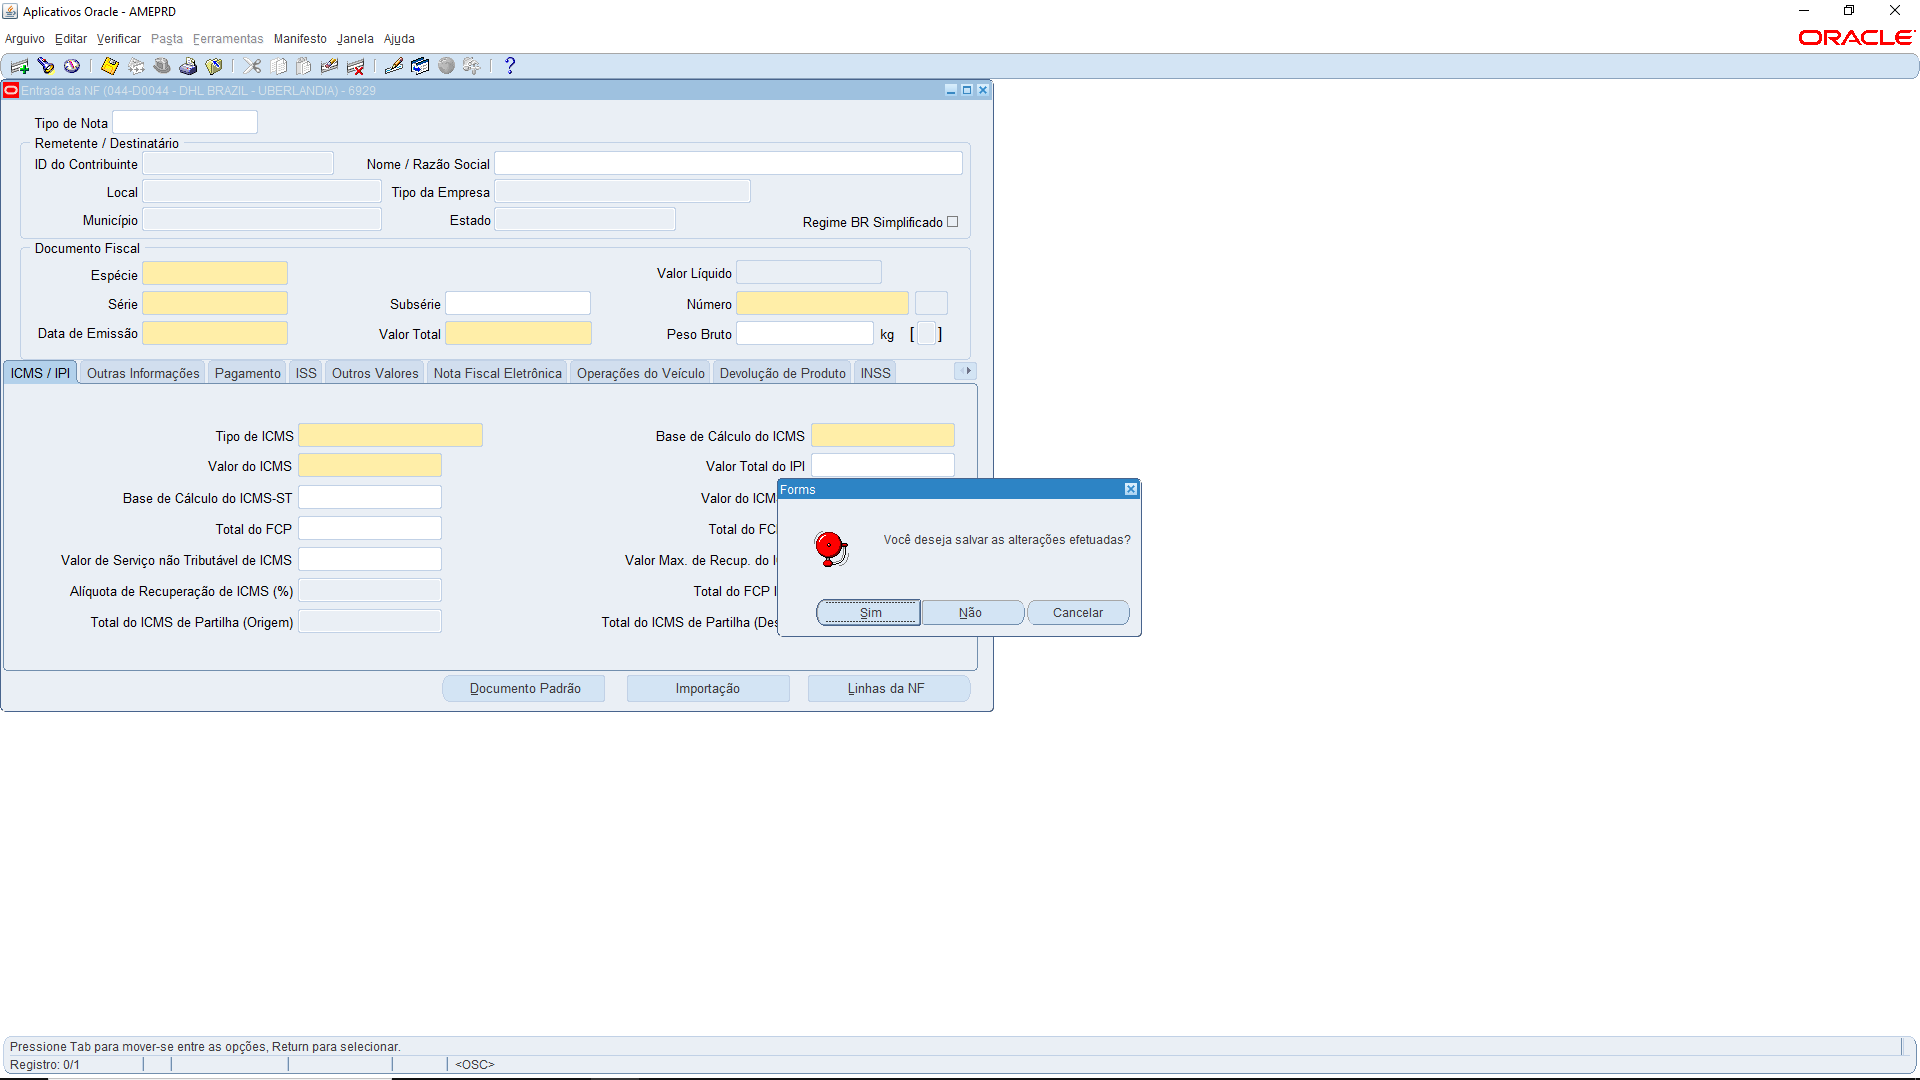 Aplicativos Oracle - AMEPRD
Arquivo Editar Verificar Pasta Ferramentas Manifesto Janela Ajuda
ORACLE
Entrada da NF (044-D0044 - DHL BRAZIL - UBERLANDIA) - 6929
Tipo de Nota
Remetente / Destinatário
ID do Contribuinte Nome / Razão Social
Local Tipo da Empresa
Município Estado Regime BR Simplificado
Documento Fiscal
Espécie Valor Líquido
Série Subsérie Número
Data de Emissão Valor Total Peso Bruto kg [ ]
ICMS / IPI Outras Informações Pagamento ISS Outros Valores Nota Fiscal Eletrônica Operações do Veículo Devolução de Produto INSS
Tipo de ICMS Base de Cálculo do ICMS
Valor do ICMS Valor Total do IPI
Base de Cálculo do ICMS-ST Valor do ICM
Total do FCP Total do FC
Valor de Serviço não Tributável de ICMS Valor Max. de Recup. do I
Alíquota de Recuperação de ICMS (%) Total do FCP I
Total do ICMS de Partilha (Origem) Total do ICMS de Partilha (Des
Forms
Você deseja salvar as alterações efetuadas?
Sim Não Cancelar
Documento Padrão Importação Linhas da NF
Pressione Tab para mover-se entre as opções, Return para selecionar.
Registro: 0/1 <OSC>